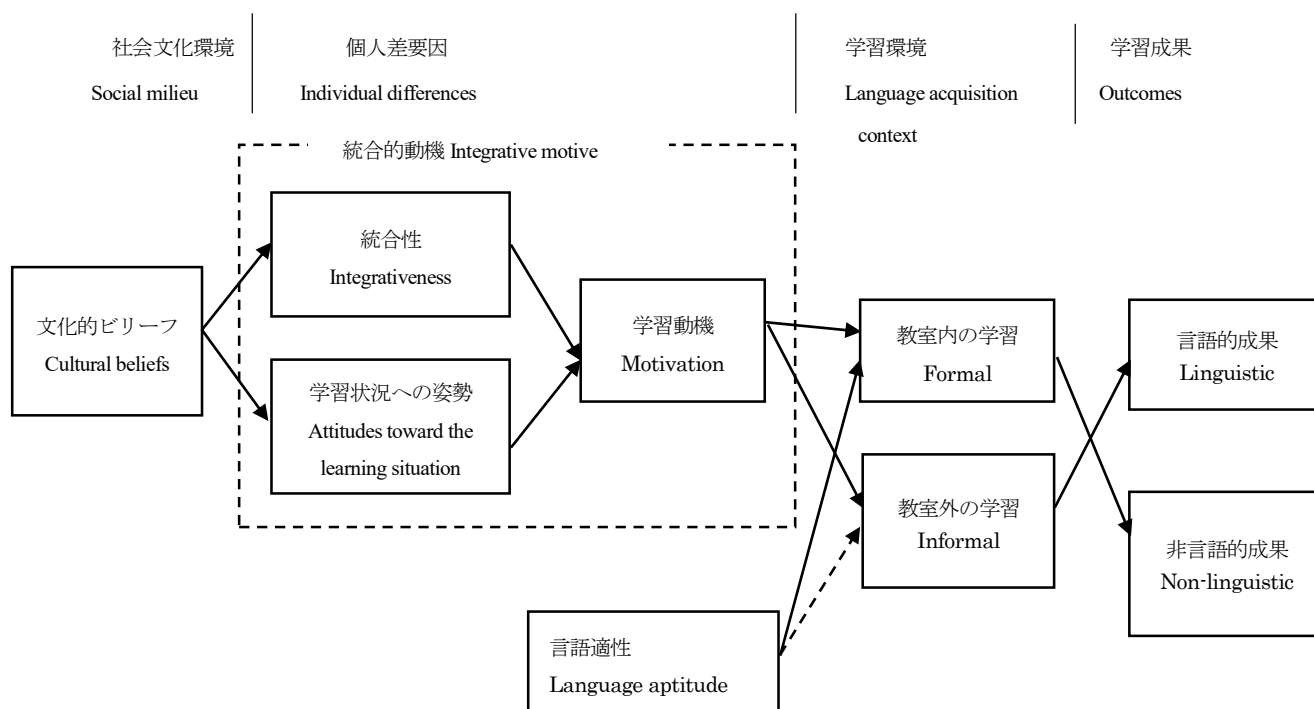 社会文化環境
Social milieu
個人差要因
Individual differences
学習環境
Language acquisition
context
学習成果
Outcomes
統合的動機 Integrative motive
統合性
Integrativeness
文化的ビリーフ
Cultural beliefs
学習状況への姿勢
Attitudes toward the
learning situation
学習動機
Motivation
教室内の学習
Formal
教室外の学習
Informal
言語的成果
Linguistic
非言語的成果
Non-linguistic
言語適性
Language aptitude